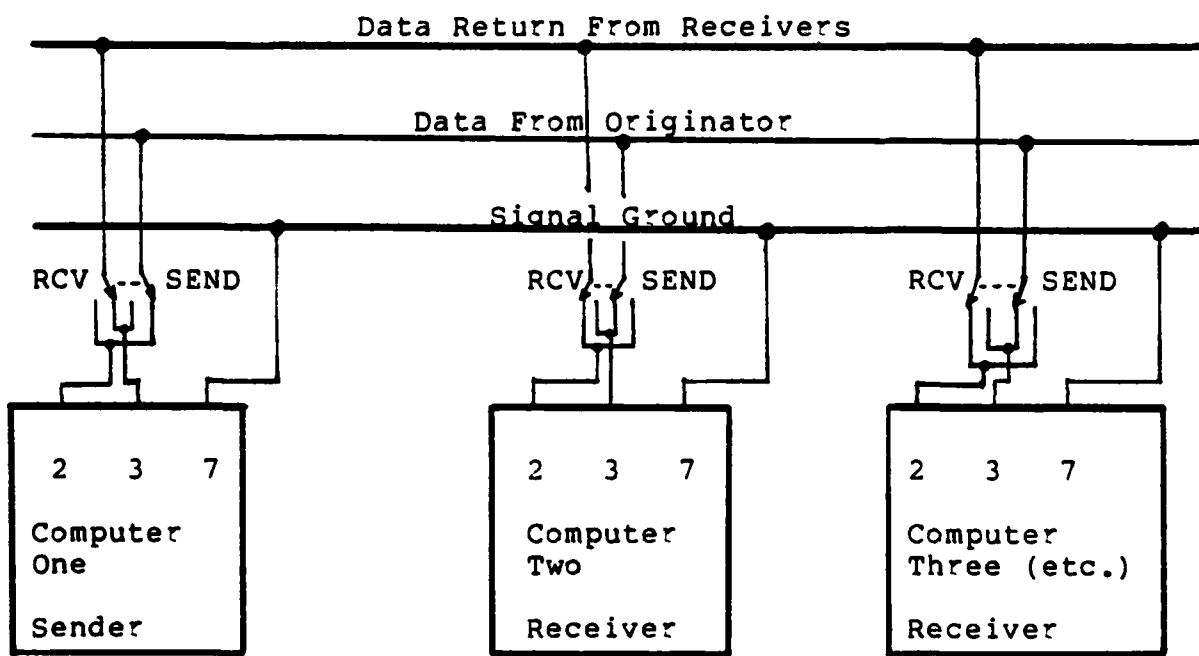 Data Return From Receivers
Data From Originator
Signal Ground
RCV SEND RCV SEND RCV SEND
2 3 7
Computer
One
Sender
2 3 7
Computer
Two
Receiver
2 3 7
Computer
Three (etc.)
Receiver